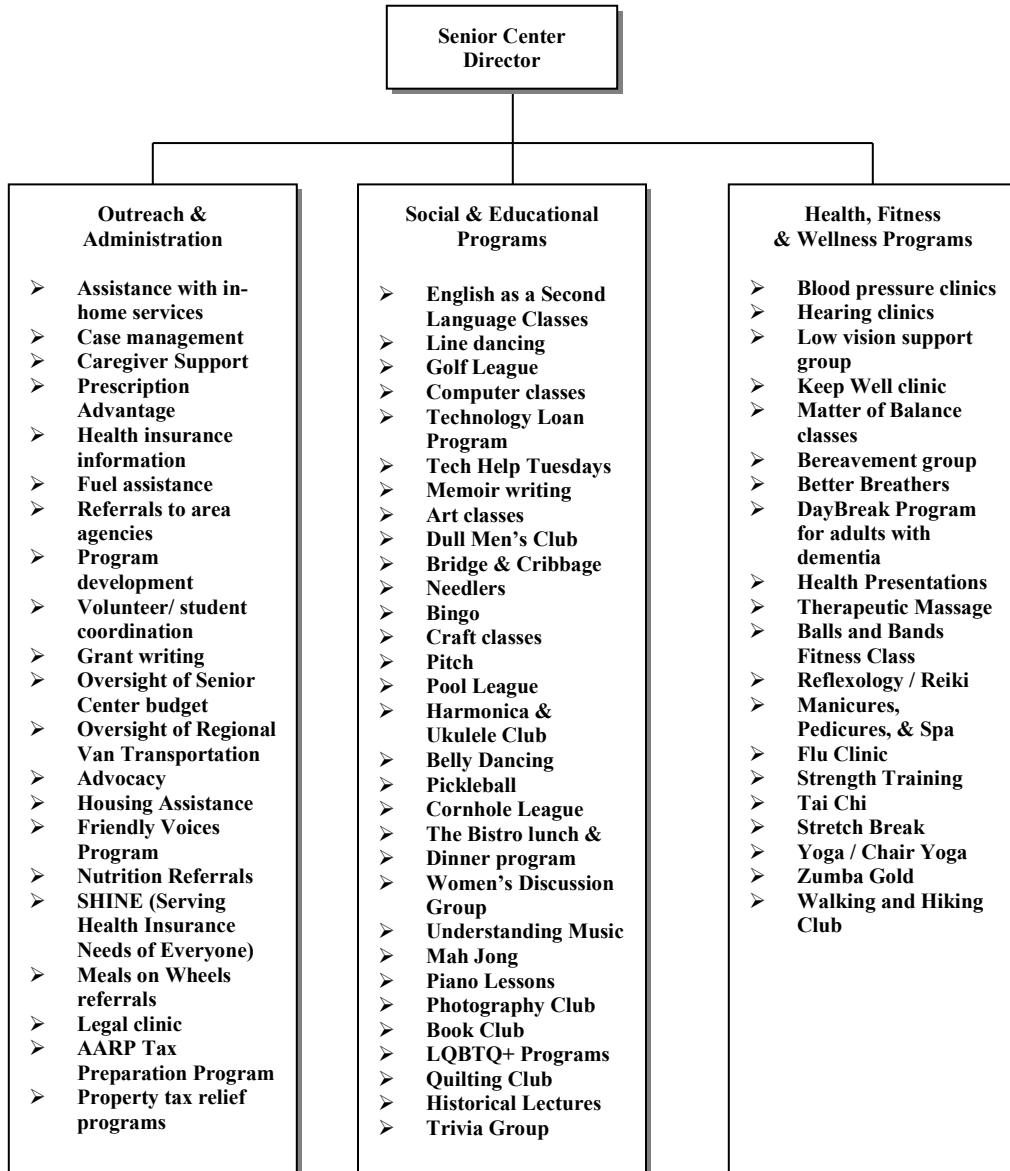 Senior Center
Director
Outreach &
Administration
➢ Assistance with in-
home services
➢ Case management
➢ Caregiver Support
➢ Prescription
Advantage
➢ Health insurance
information
➢ Fuel assistance
➢ Referrals to area
agencies
➢ Program
development
➢ Volunteer/ student
coordination
➢ Grant writing
➢ Oversight of Senior
Center budget
➢ Oversight of Regional
Van Transportation
➢ Advocacy
➢ Housing Assistance
➢ Friendly Voices
Program
➢ Nutrition Referrals
➢ SHINE (Serving
Health Insurance
Needs of Everyone)
➢ Meals on Wheels
referrals
➢ Legal clinic
➢ AARP Tax
Preparation Program
➢ Property tax relief
programs
Social & Educational
Programs
➢ English as a Second
Language Classes
➢ Line dancing
➢ Golf League
➢ Computer classes
➢ Technology Loan
Program
➢ Tech Help Tuesdays
➢ Memoir writing
➢ Art classes
➢ Dull Men’s Club
➢ Bridge & Cribbage
➢ Needlers
➢ Bingo
➢ Craft classes
➢ Pitch
➢ Pool League
➢ Harmonica &
Ukulele Club
➢ Belly Dancing
➢ Pickleball
➢ Cornhole League
➢ The Bistro lunch &
➢ Dinner program
➢ Women’s Discussion
Group
➢ Understanding Music
➢ Mah Jong
➢ Piano Lessons
➢ Photography Club
➢ Book Club
➢ LQBTQ+ Programs
➢ Quilting Club
➢ Historical Lectures
➢ Trivia Group
Health, Fitness
& Wellness Programs
➢ Blood pressure clinics
➢ Hearing clinics
➢ Low vision support
group
➢ Keep Well clinic
➢ Matter of Balance
classes
➢ Bereavement group
➢ Better Breathers
➢ DayBreak Program
for adults with
dementia
➢ Health Presentations
➢ Therapeutic Massage
➢ Balls and Bands
Fitness Class
➢ Reflexology / Reiki
➢ Manicures,
Pedicures, & Spa
➢ Flu Clinic
➢ Strength Training
➢ Tai Chi
➢ Stretch Break
➢ Yoga / Chair Yoga
➢ Zumba Gold
➢ Walking and Hiking
Club